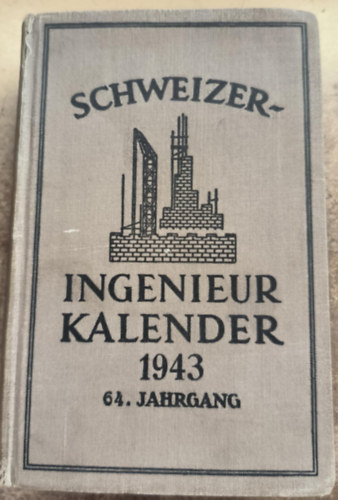 SCHWEIZER-
INGENIEUR
KALENDER
1943
64. JAHRGANG